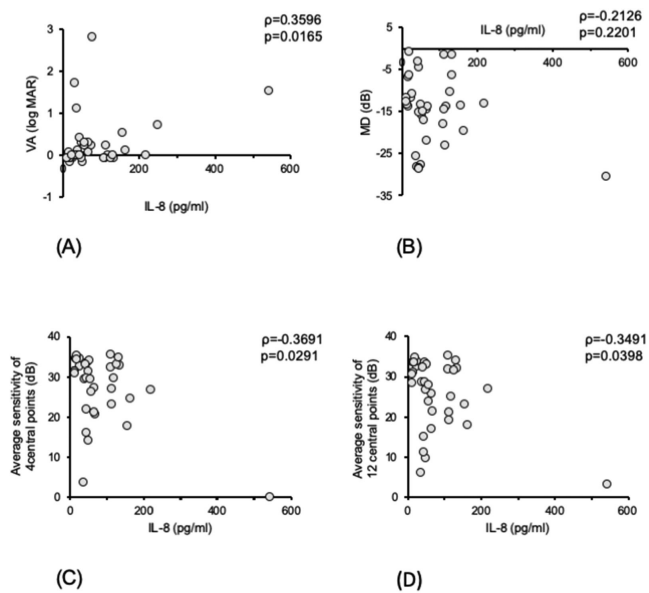 ρ=0.3596
p=0.0165
3
2
1
0
-1
0 200 400 600
VA (log MAR)
IL-8 (pg/ml)
(A)
IL-8 (pg/ml)
ρ=-0.2126
p=0.2201
5
-5
-15
-25
-35
0 200 400 600
MD (dB)
(B)
ρ=-0.3691
p=0.0291
40
30
20
10
0
0 200 400 600
Average sensitivity of
4central points (dB)
IL-8 (pg/ml)
(C)
ρ=-0.3491
p=0.0398
40
30
20
10
0
0 200 400 600
Average sensitivity of
12 central points (dB)
IL-8 (pg/ml)
(D)